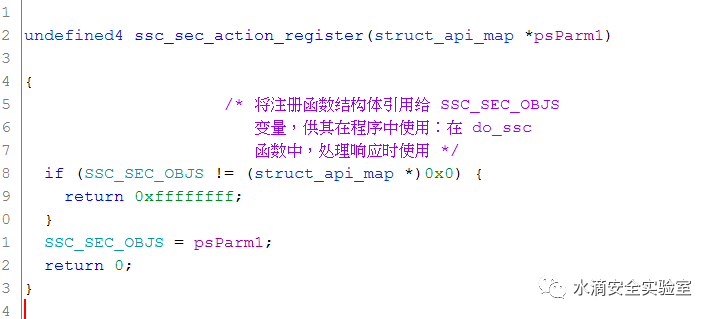 1
2 undefined4 ssc_sec_action_register(struct_api_map *psParm1)
3
4 {
5 /* 将注册函数结构体引用给 SSC_SEC_OBJS
6 变量,供其在程序中使用:在 do_ssc
7 函数中,处理响应时使用 */
8 if (SSC_SEC_OBJS != (struct_api_map *)0x0) {
9 return 0xffffffff;
0 }
1 SSC_SEC_OBJS = psParm1;
2 return 0;
3 }
4
水滴安全实验室